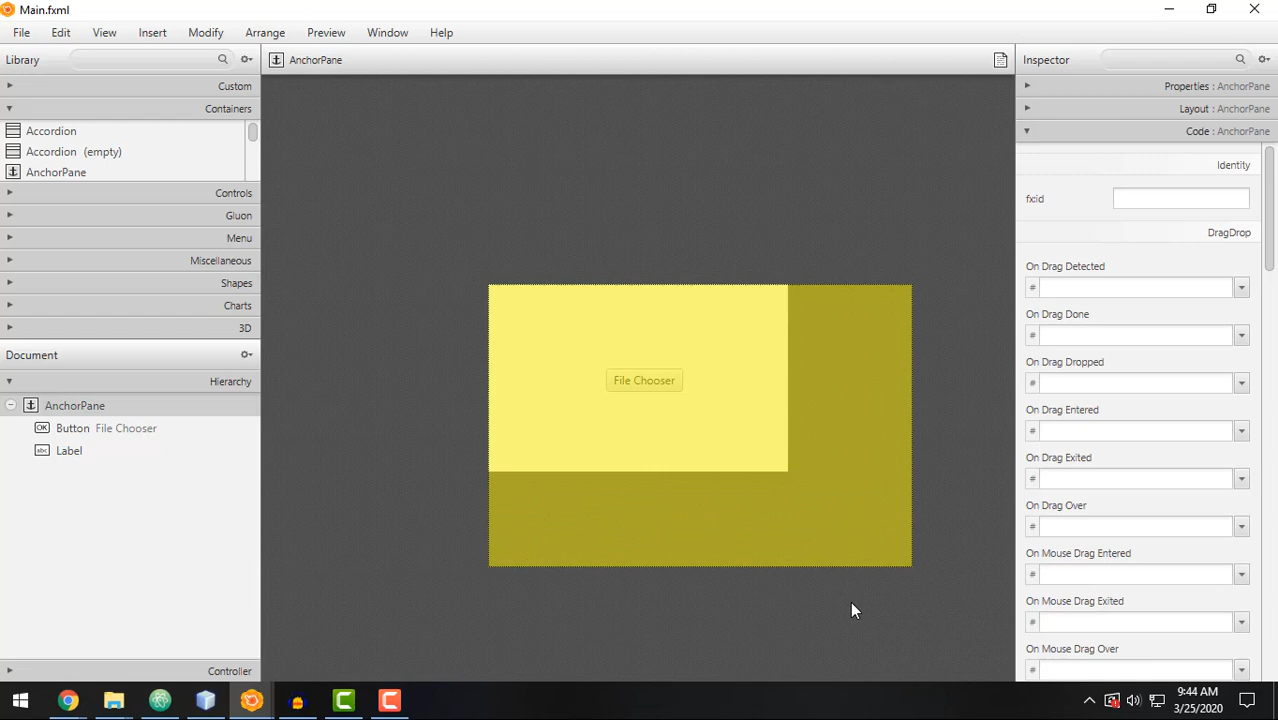 Main.fxml
File Edit View Insert Modify Arrange Preview Window Help
Library
AnchorPane
Inspector
Custom
Containers
Accordion
Accordion (empty)
AnchorPane
Controls
Gluon
Menu
Miscellaneous
Shapes
Charts
3D
Document
Hierarchy
AnchorPane
OK Button File Chooser
abc Label
Controller
File Chooser
Properties : AnchorPane
Layout : AnchorPane
Code : AnchorPane
Identity
fx:id
DragDrop
On Drag Detected
#
On Drag Done
#
On Drag Dropped
#
On Drag Entered
#
On Drag Exited
#
On Drag Over
#
On Mouse Drag Entered
#
On Mouse Drag Exited
#
On Mouse Drag Over
#
9:44 AM
3/25/2020